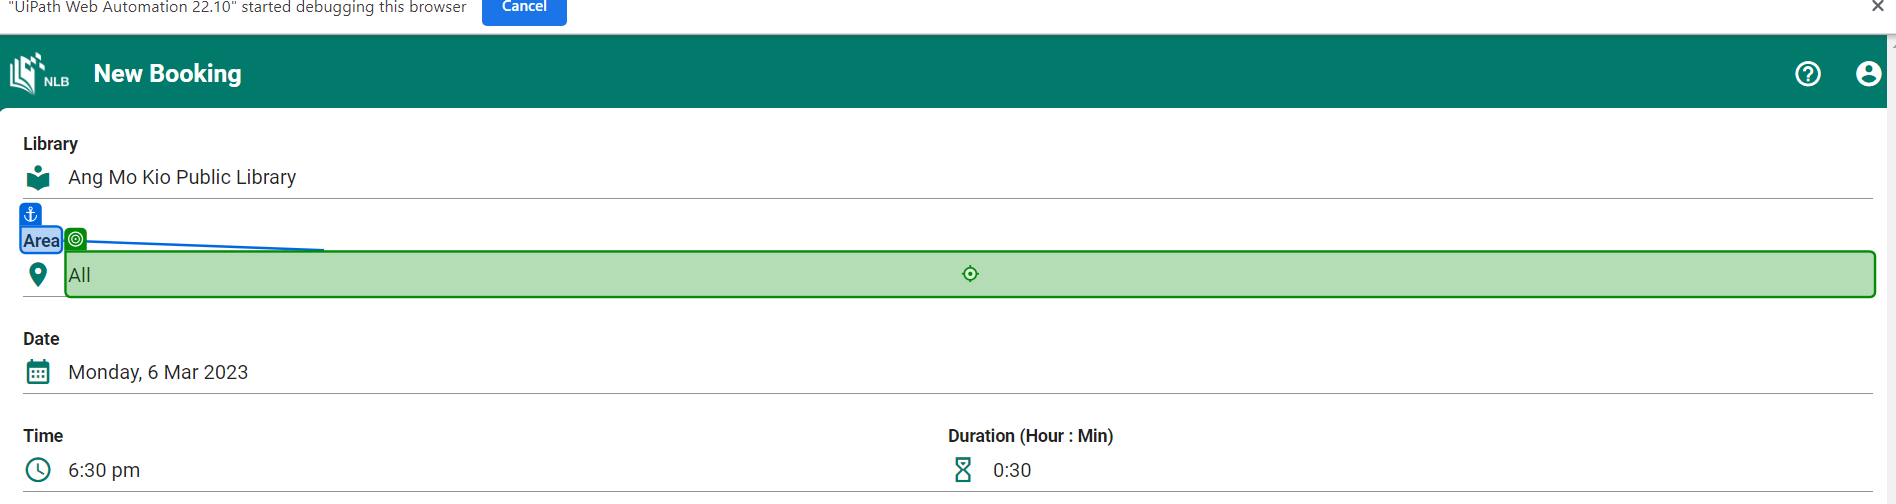 "UiPath Web Automation 22.10" started debugging this browser Cancel
NLB New Booking
Library
Ang Mo Kio Public Library
Area
All
Date
Monday, 6 Mar 2023
Time Duration (Hour : Min)
6:30 pm 0:30